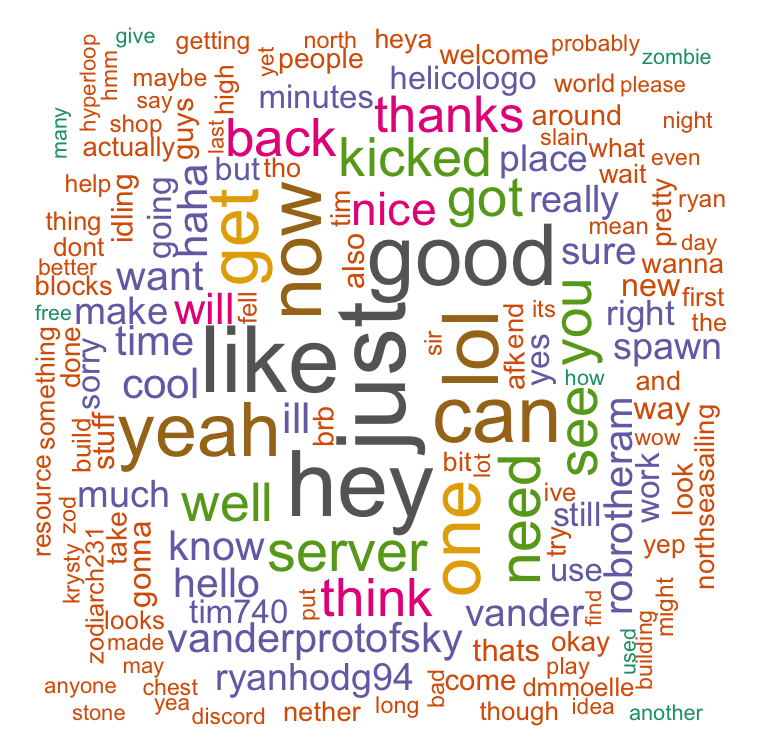 give
getting
north
heya
welcome
probably
zombie
hyperloop
hmm
maybe
yet
people
helicologo
world
please
many
say
high
minutes
thanks
around
night
shop
guys
last
back
kicked
slain
what
actually
but
tho
place
wait
even
help
idling
going
haha
get
now
tim
nice
got
really
pretty
ryan
thing
mean
dont
also
good
sure
day
better
want
wanna
blocks
new
first
free
make
will
fell
just
its
you
right
the
something
done
time
like
sir
lol
afk
end
yes
spawn
sorry
cool
how
and
yeah
ill
brb
can
see
robrotheram
way
build
stuff
wow
resource
hey
bit
lot
need
work
look
northseasailing
zod
much
well
one
ive
still
krysty
zodiarch231
take
gonna
know
server
try
yep
hello
think
use
looks
tim740
put
vander
find
might
made
vanderprotofsky
thats
okay
used
building
may
play
anyone
chest
ryanhodg94
bad
come
dmmoelle
stone
yea
discord
nether
long
though
idea
another